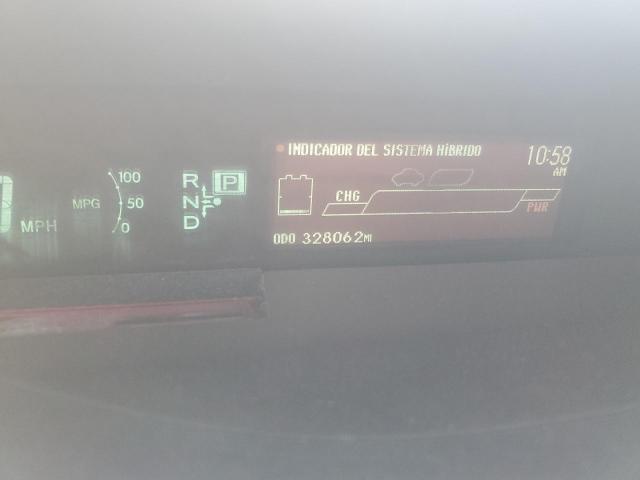 INDICADOR DEL SISTEMA HÍBRIDO
10:58
AM
100
50
0
MPG
MPH
R
N
D
P
CHG
PWR
ODO 328062MI